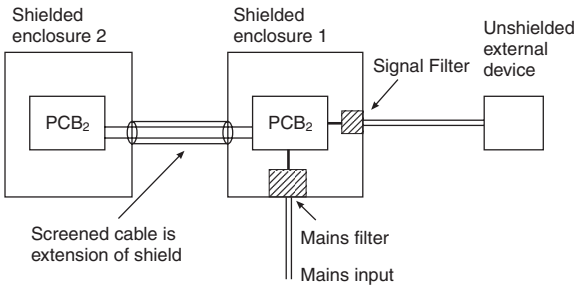 Shielded
enclosure 2
Shielded
enclosure 1
Unshielded
external
device
Signal Filter
PCB₂
PCB₂
Screened cable is
extension of shield
Mains filter
Mains input